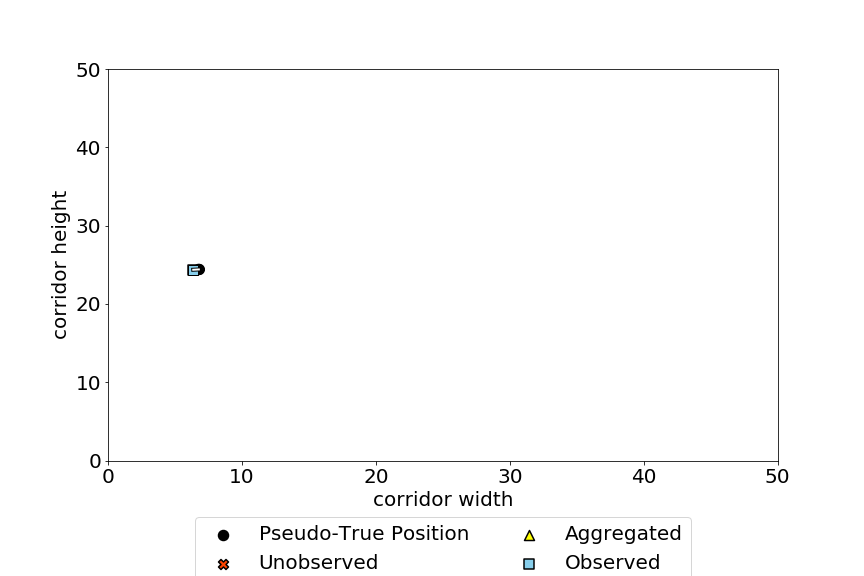 50
40
30
20
10
0
corridor height
0 10 20 30 40 50
corridor width
Pseudo-True Position Aggregated
Unobserved Observed